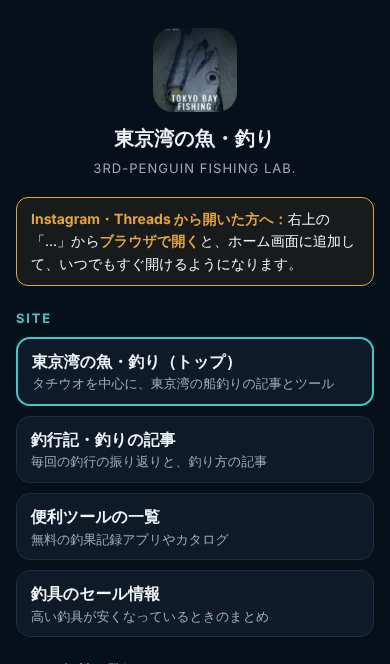 TOKYO BAY
FISHING
東京湾の魚・釣り
3RD-PENGUIN FISHING LAB.
Instagram・Threads から開いた方へ：右上の
「…」からブラウザで開くと、ホーム画面に追加し
て、いつでもすぐ開けるようになります。
SITE
東京湾の魚・釣り（トップ）
タチウオを中心に、東京湾の船釣りの記事とツール
釣行記・釣りの記事
毎回の釣行の振り返りと、釣り方の記事
便利ツールの一覧
無料の釣果記録アプリやカタログ
釣具のセール情報
高い釣具が安くなっているときのまとめ